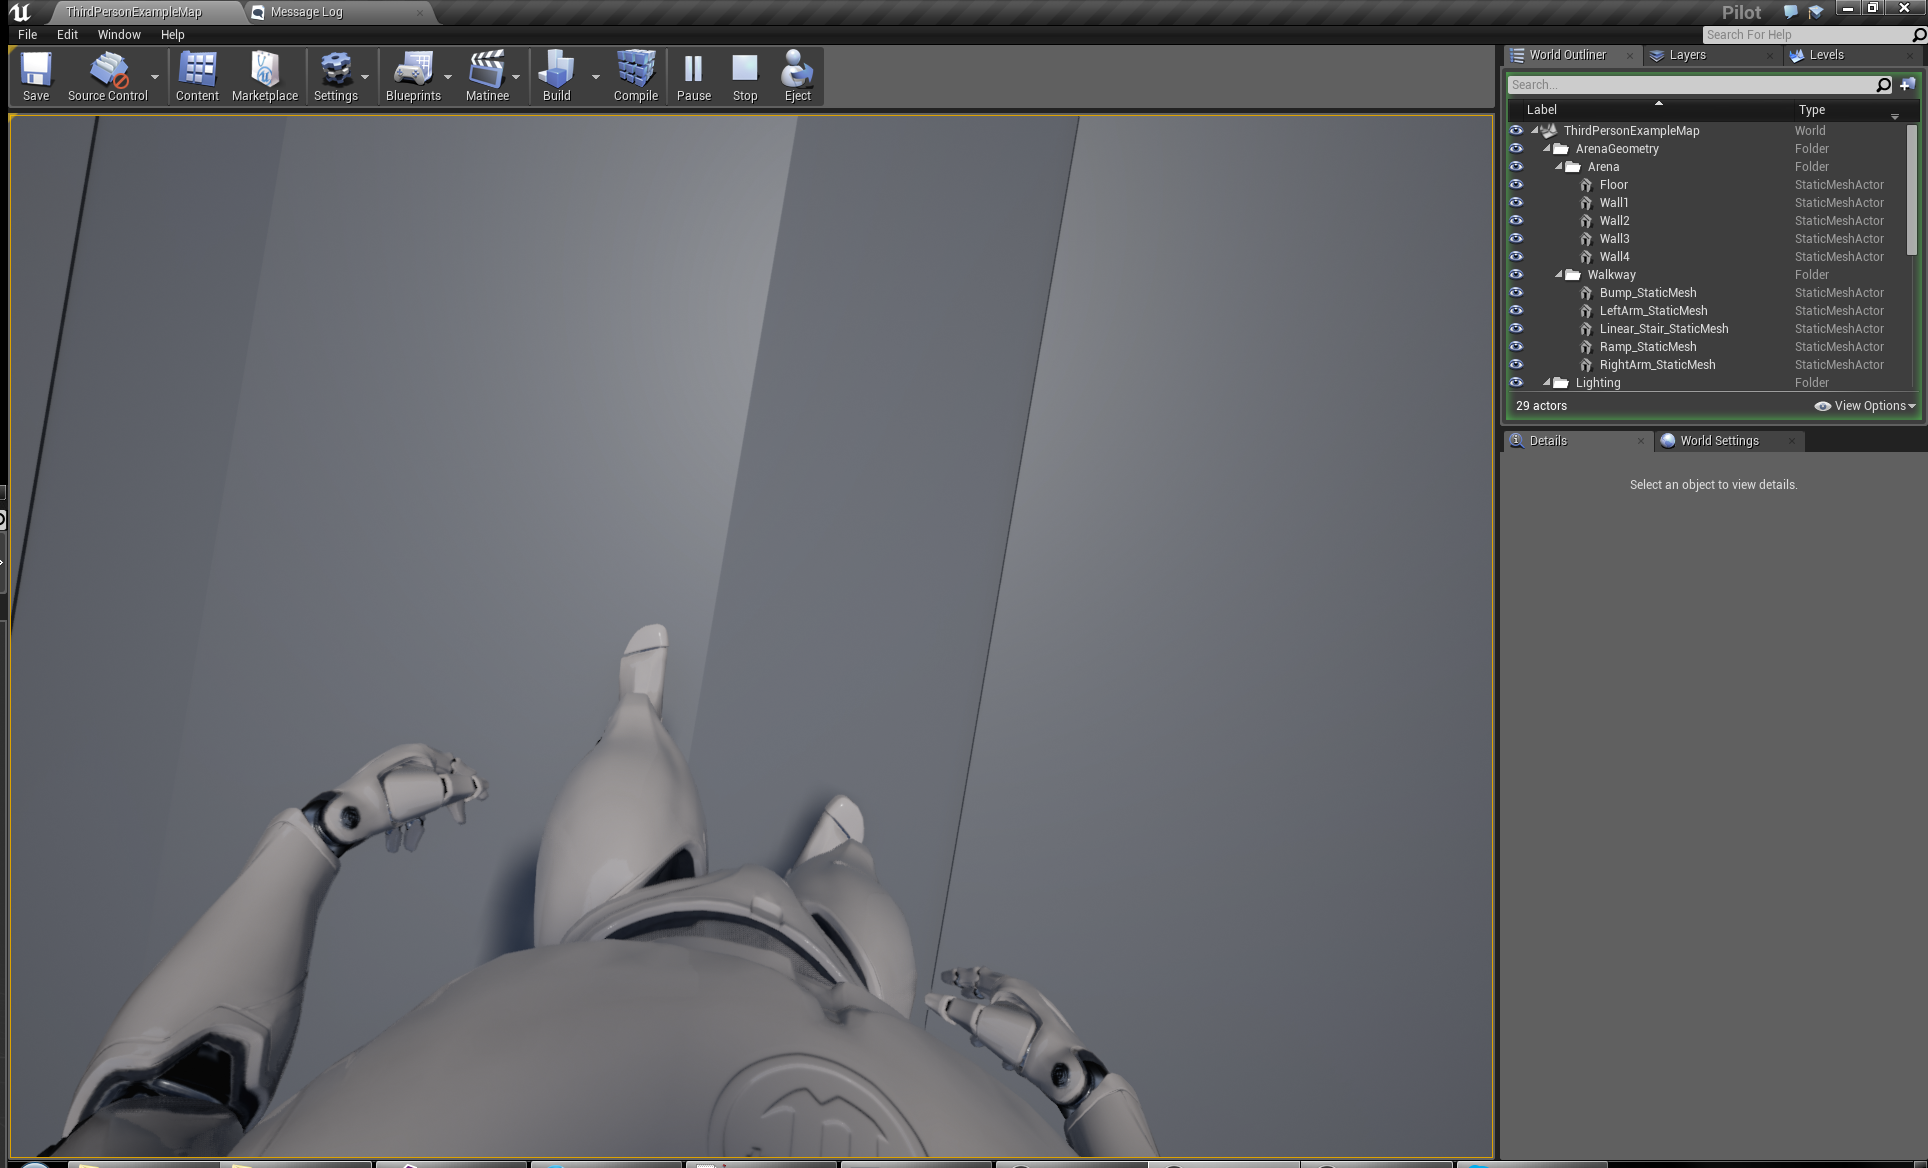 ThirdPersonExampleMap
Message Log
Pilot
File Edit Window Help
Search For Help
Save Source Control Content Marketplace Settings Blueprints Matinee Build Compile Pause Stop Eject
World Outliner Layers Levels
Search...
Label Type
ThirdPersonExampleMap World
ArenaGeometry Folder
Arena Folder
Floor StaticMeshActor
Wall1 StaticMeshActor
Wall2 StaticMeshActor
Wall3 StaticMeshActor
Wall4 StaticMeshActor
Walkway Folder
Bump_StaticMesh StaticMeshActor
LeftArm_StaticMesh StaticMeshActor
Linear_Stair_StaticMesh StaticMeshActor
Ramp_StaticMesh StaticMeshActor
RightArm_StaticMesh StaticMeshActor
Lighting Folder
29 actors View Options
Details World Settings
Select an object to view details.